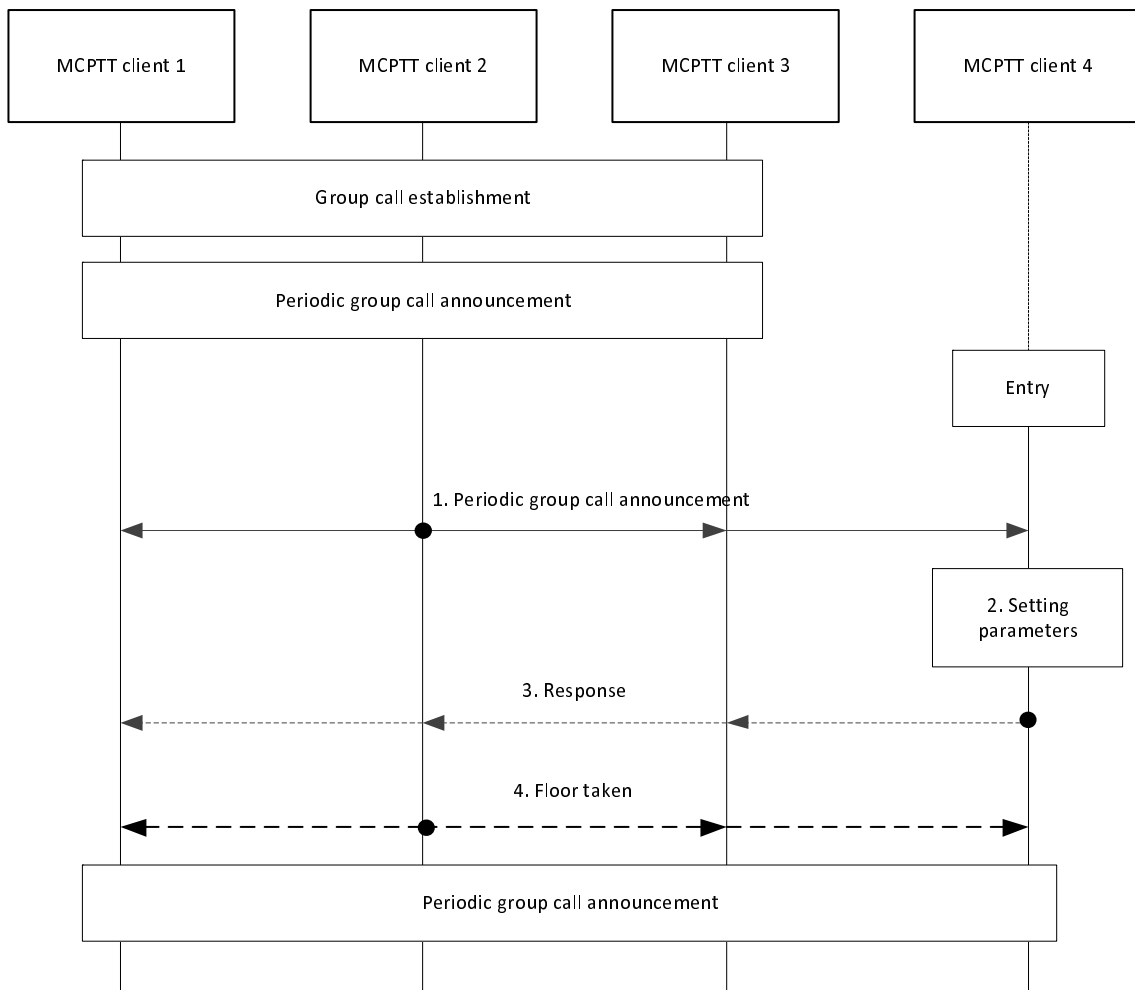 MCPTT client 1
MCPTT client 2
MCPTT client 3
MCPTT client 4
Group call establishment
Periodic group call announcement
Entry
1. Periodic group call announcement
2. Setting
parameters
3. Response
4. Floor taken
Periodic group call announcement